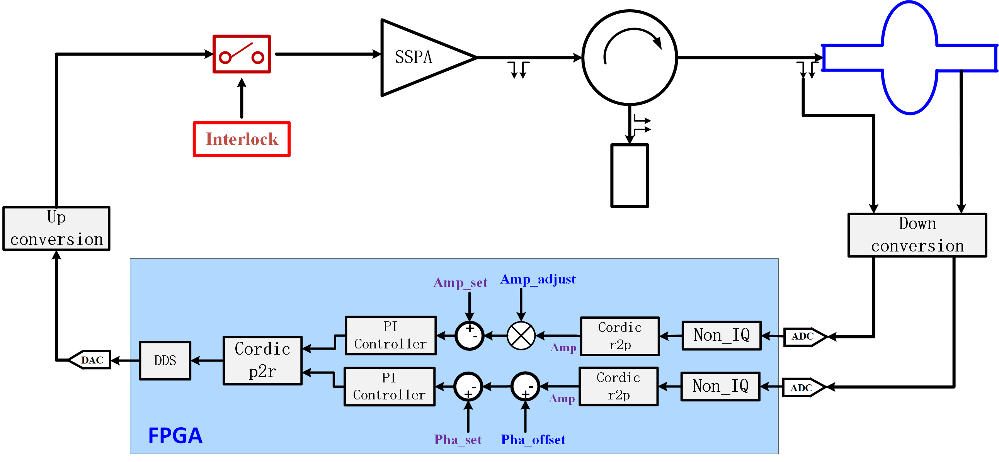 SSPA
Interlock
Up
conversion
Down
conversion
Amp_set
Amp_adjust
PI
Controller
+
-
Cordic
r2p
Amp
Non_IQ
ADC
Cordic
p2r
DDS
DAC
PI
Controller
-
+
-
+
Cordic
r2p
Amp
Non_IQ
ADC
Pha_set
Pha_offset
FPGA